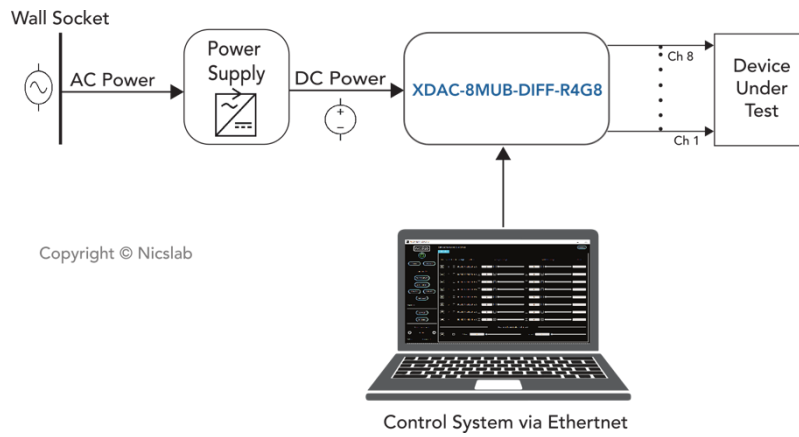 Wall Socket
AC Power
Power
Supply
DC Power
XDAC-8MUB-DIFF-R4G8
Ch 8
Ch 1
Device
Under
Test
Copyright © Nicslab
Control System via Ethertnet